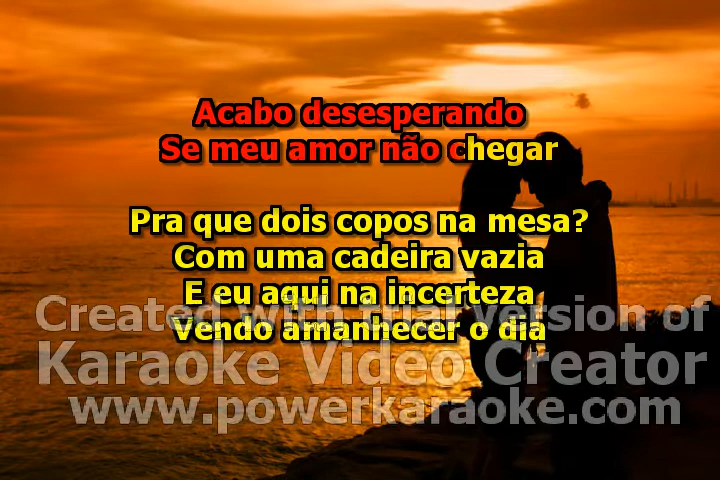 Acabo desesperando
Se meu amor não chegar
Pra que dois copos na mesa?
Com uma cadeira vazia
E eu aqui na incerteza
Created with trial version of
Vendo amanhecer o dia
Karaoke Video Creator
www.powerkaraoke.com